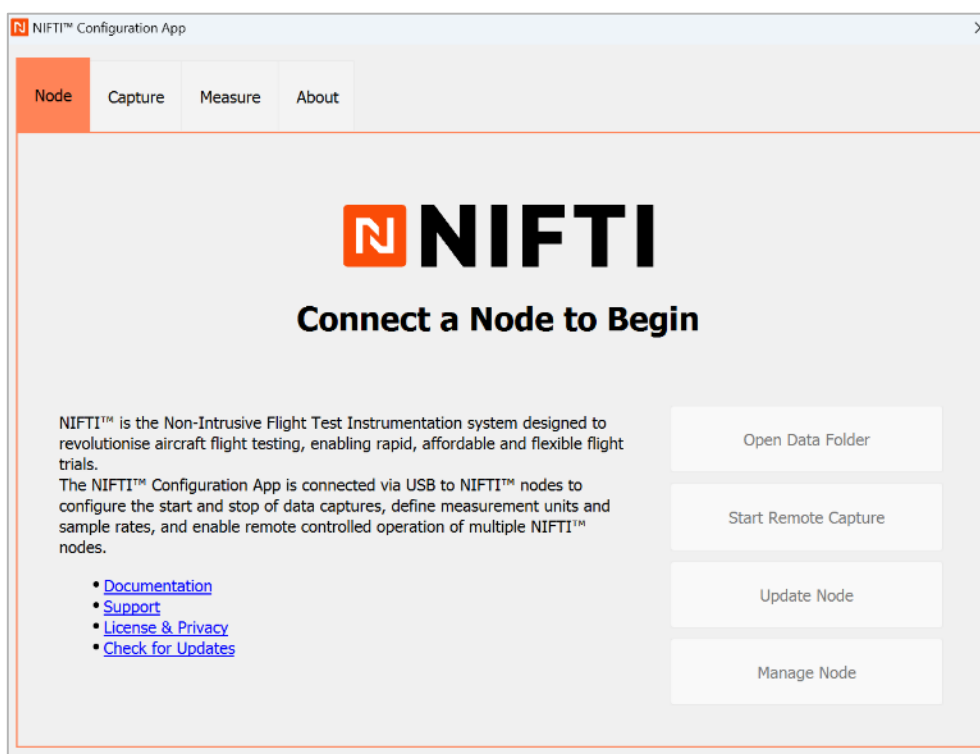 NIFTI™ Configuration App
Node
Capture
Measure
About
NIFTI
Connect a Node to Begin
NIFTI™ is the Non-Intrusive Flight Test Instrumentation system designed to
revolutionise aircraft flight testing, enabling rapid, affordable and flexible flight
trials.
The NIFTI™ Configuration App is connected via USB to NIFTI™ nodes to
configure the start and stop of data captures, define measurement units and
sample rates, and enable remote controlled operation of multiple NIFTI™
nodes.
• Documentation
• Support
• License & Privacy
• Check for Updates
Open Data Folder
Start Remote Capture
Update Node
Manage Node